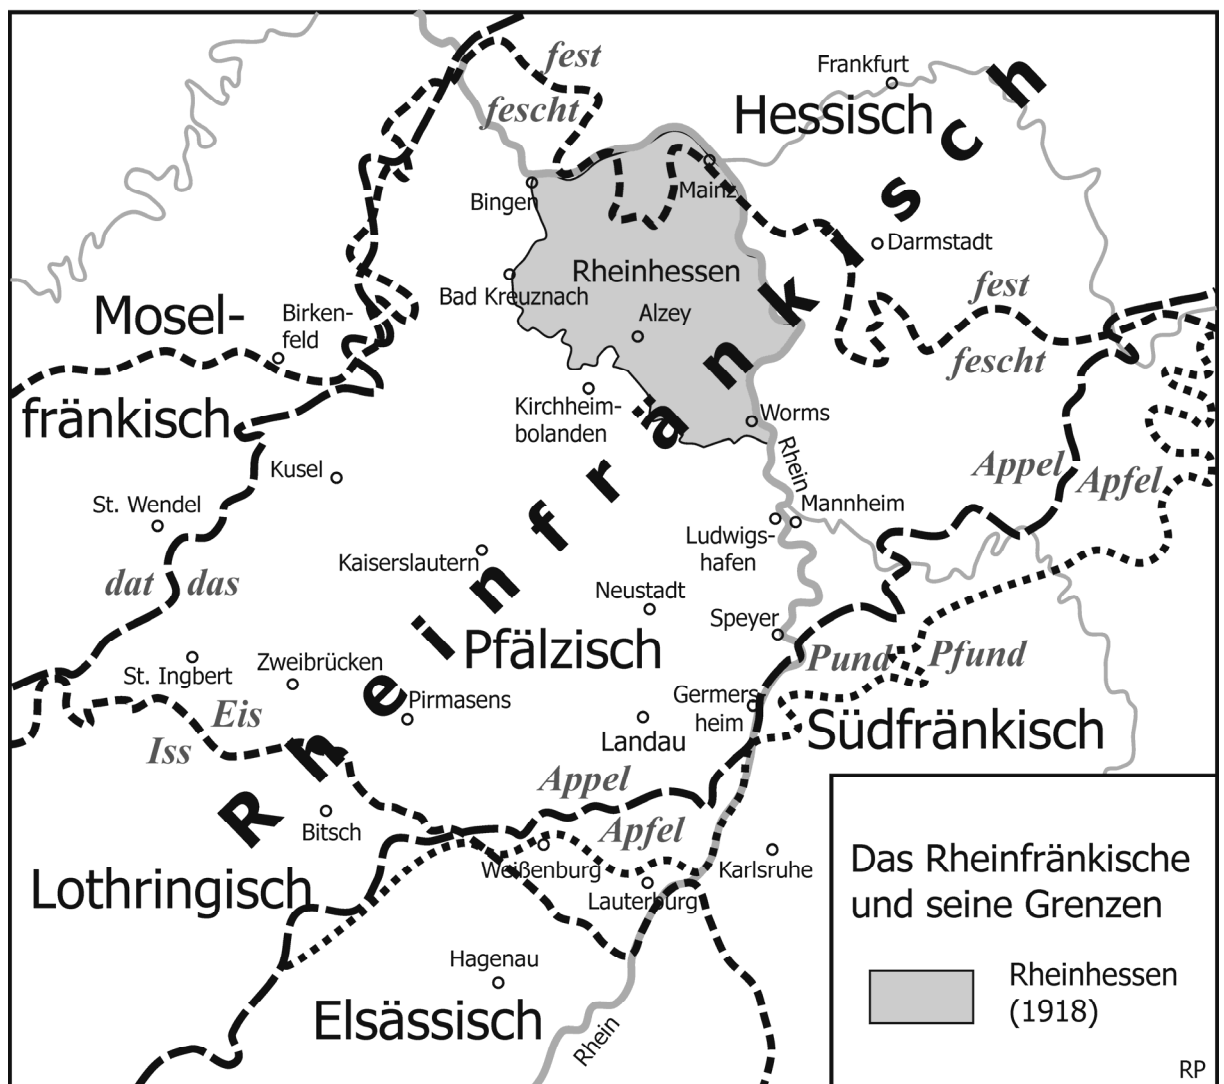 Frankfurt
fest
fescht
Hessisch
Bingen
Mainz
Darmstadt
Rheinhessen
Bad Kreuznach
Alzey
fest
fescht
Mosel-
fränkisch
Birken-
feld
Kirchheim-
bolanden
Worms
Rhein
Appel
Apfel
Kusel
St. Wendel
Mannheim
Ludwigs-
hafen
Kaiserslautern
dat
das
Neustadt
Speyer
Rheinfränkisch
Pfälzisch
Pund
Pfund
St. Ingbert
Zweibrücken
Pirmasens
Germers
heim
Eis
Iss
Landau
Südfränkisch
Appel
Apfel
Bitsch
Weißenburg
Karlsruhe
Lauterburg
Lothringisch
Hagenau
Elsässisch
Rhein
Das Rheinfränkische
und seine Grenzen
Rheinhessen
(1918)
RP